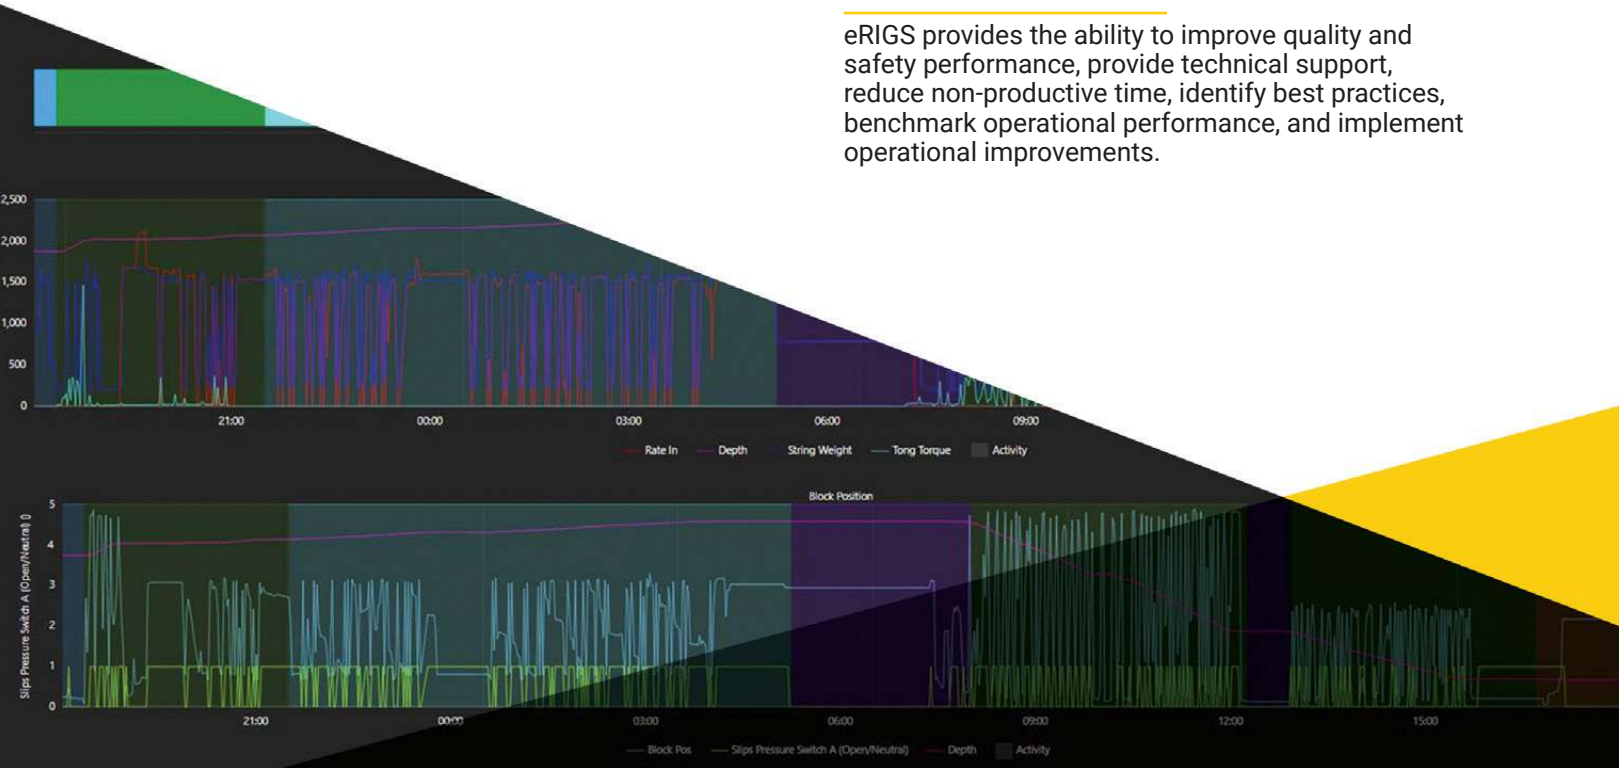 eRIGS provides the ability to improve quality and
safety performance, provide technical support,
reduce non-productive time, identify best practices,
benchmark operational performance, and implement
operational improvements.
2,500
2,000
1,500
1,000
500
0
21:00 00:00 03:00 06:00 09:00
Rate In Depth String Weight Tong Torque Activity
Block Position
Slips Pressure Switch A (Open/Neutral) ()
5
4
3
2
1
0
21:00 00:00 03:00 06:00 09:00 12:00 15:00
Block Pos Slips Pressure Switch A (Open/Neutral) Depth Activity